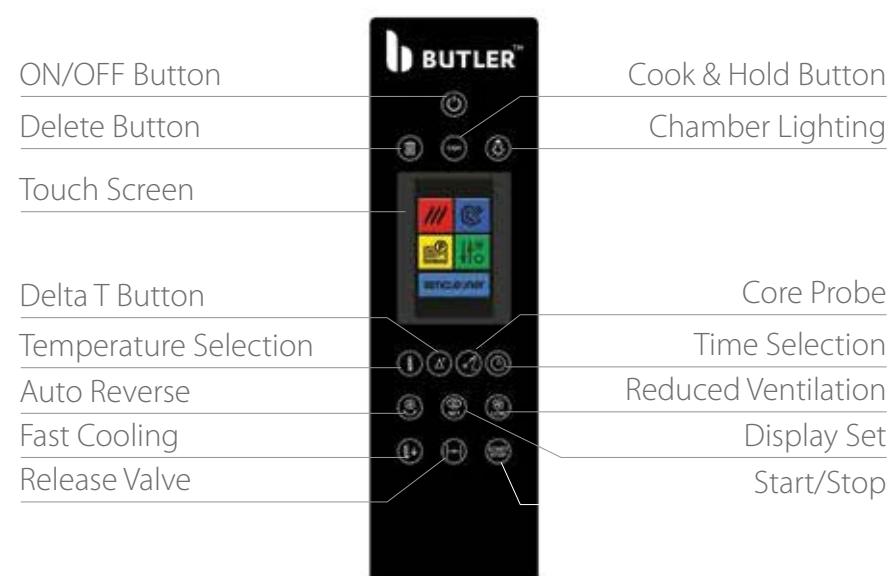 BUTLER™
ON/OFF Button
Cook & Hold Button
Delete Button
Chamber Lighting
Touch Screen
Delta T Button
Core Probe
Temperature Selection
Time Selection
Auto Reverse
Reduced Ventilation
Fast Cooling
Display Set
Release Valve
Start/Stop